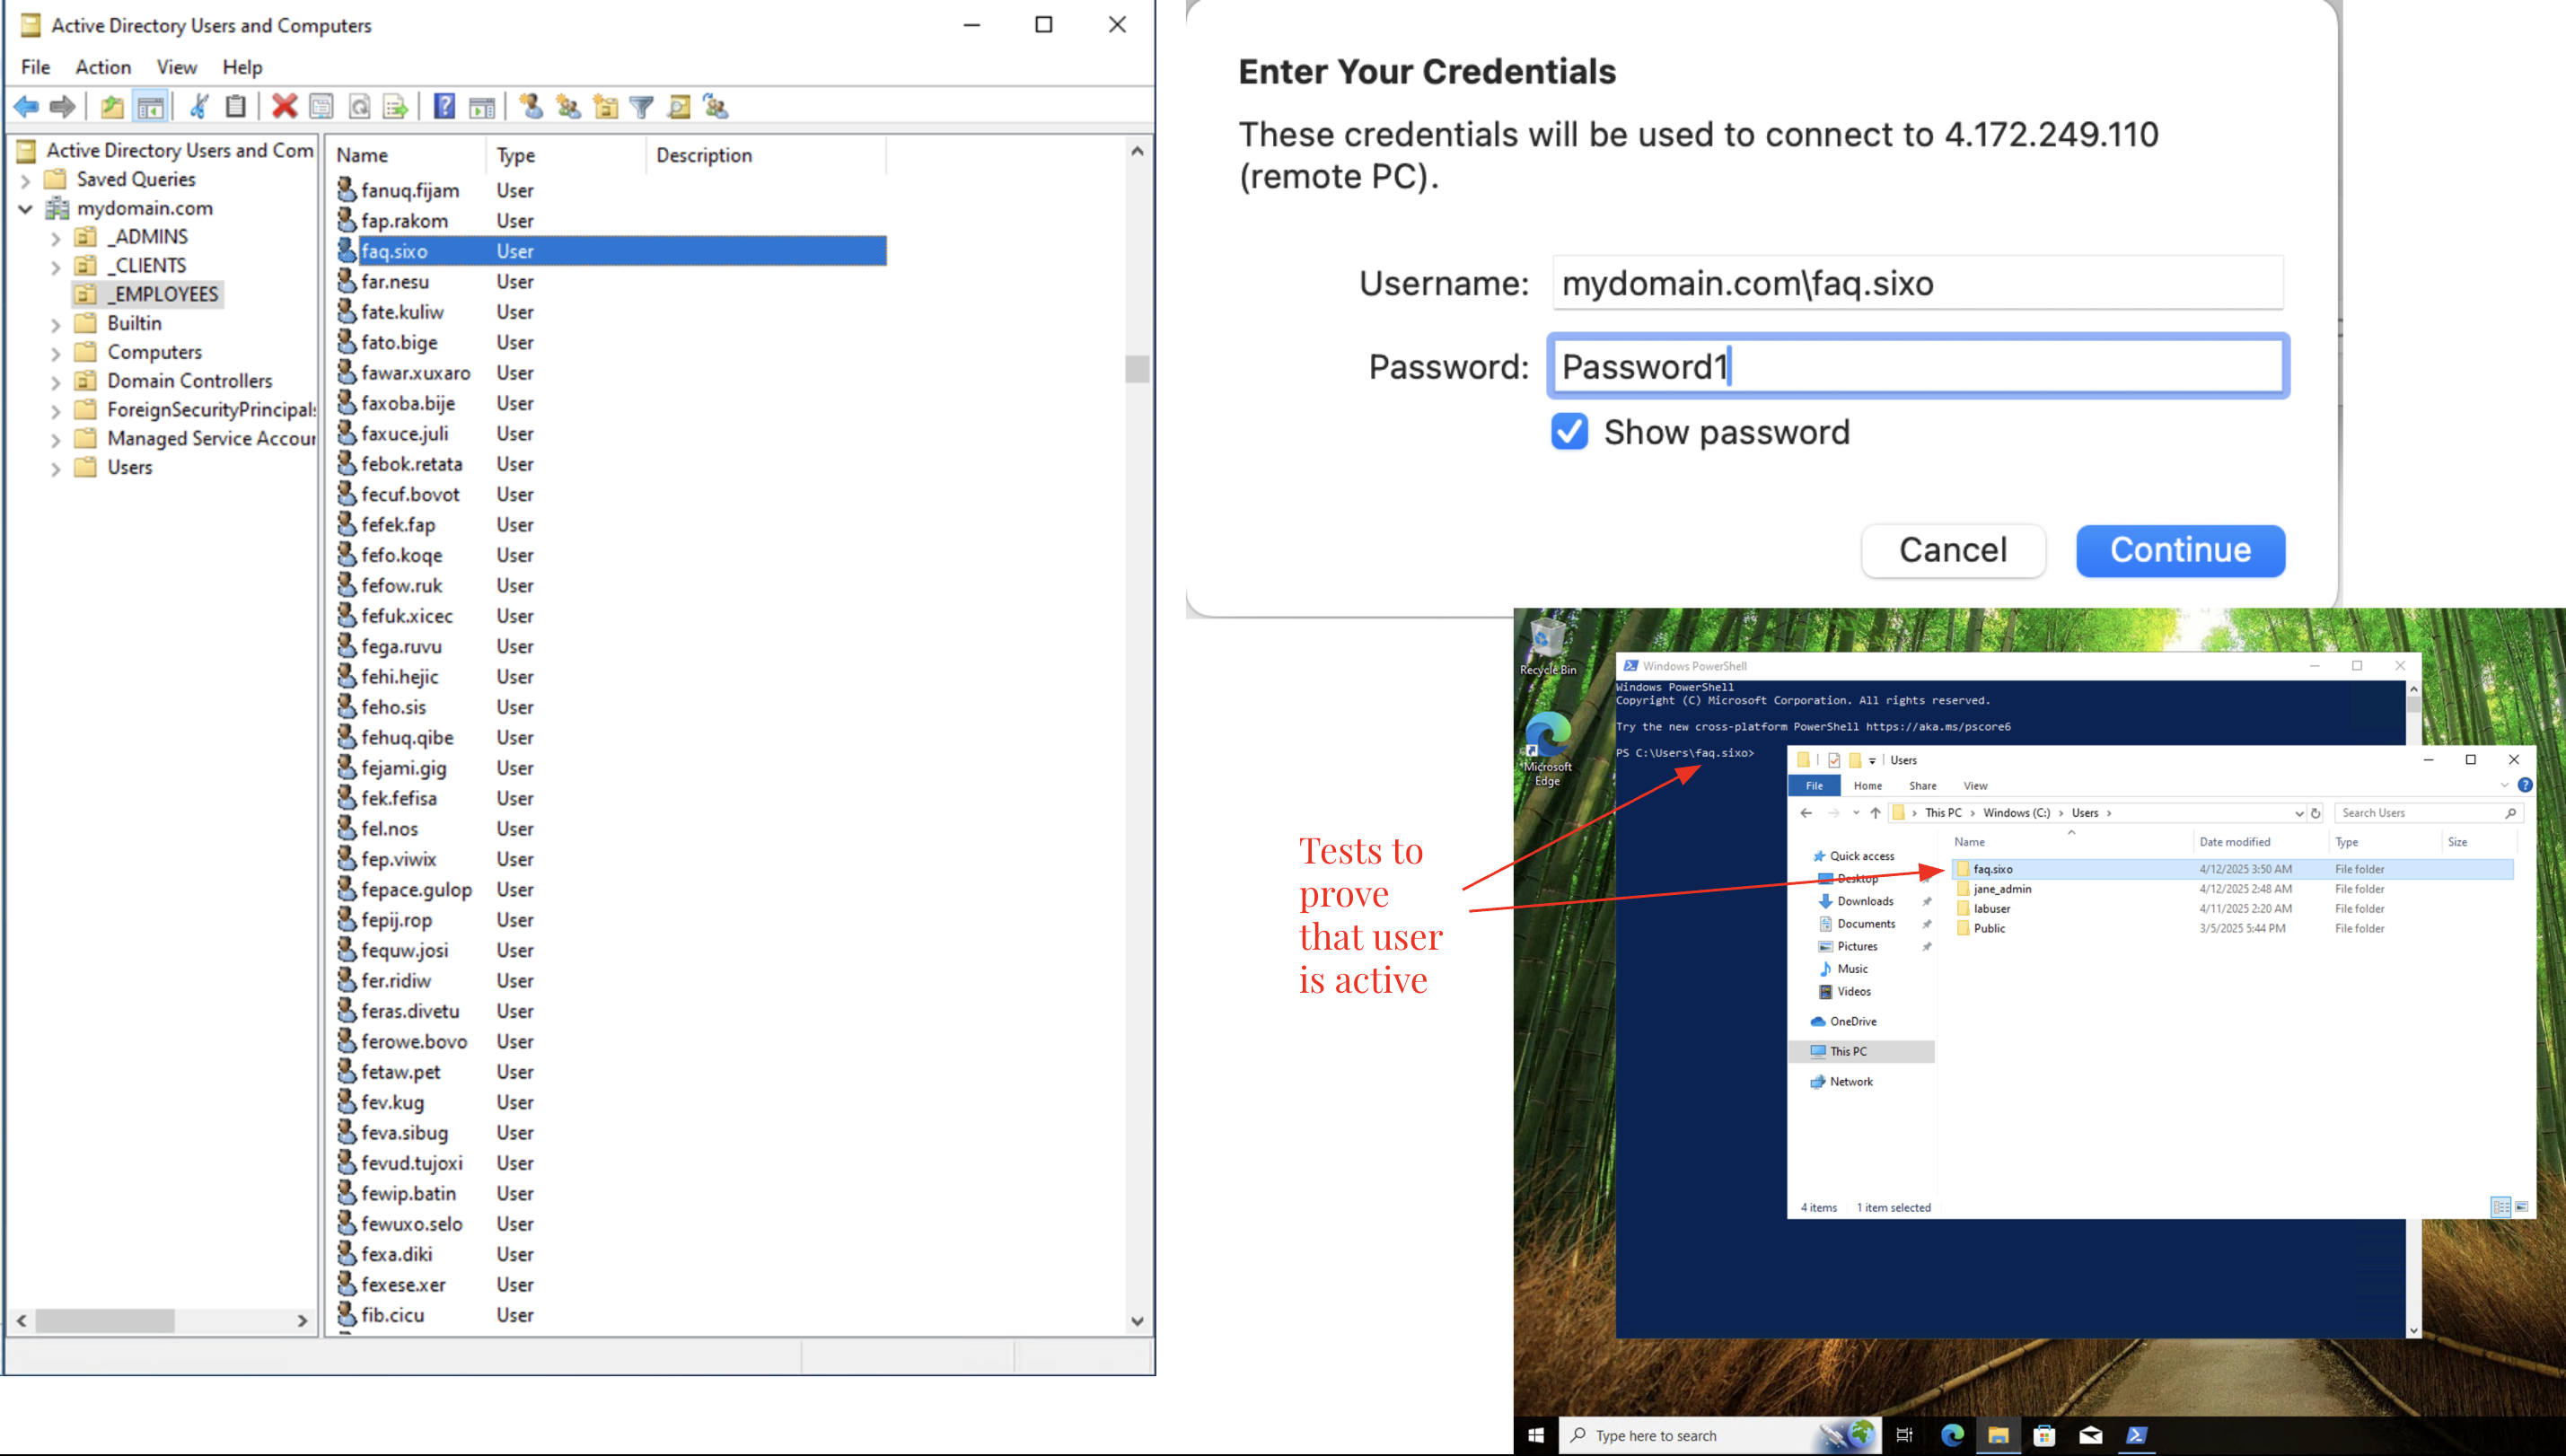 Active Directory Users and Computers
File Action View Help
Active Directory Users and Com
Saved Queries
mydomain.com
_ADMINS
_CLIENTS
_EMPLOYEES
Builtin
Computers
Domain Controllers
ForeignSecurityPrincipal
Managed Service Accour
Users
Name Type Description
fanuq.fijam User
fap.rakom User
faq.sixo User
far.nesu User
fate.kuliw User
fato.bige User
fawar.xuxaro User
faxoba.bije User
faxuce.juli User
febok.retata User
fecuf.bovot User
fefek.fap User
fefo.koqe User
fefow.ruk User
fefuk.xicec User
fega.ruvu User
fehi.hejic User
feho.sis User
fehuq.qibe User
fejami.gig User
fek.fefisa User
fel.nos User
fep.viwix User
fepace.gulop User
fepij.rop User
fequw.josi User
fer.ridiw User
feras.divetu User
ferowe.bovo User
fetaw.pet User
fev.kug User
feva.sibug User
fevud.tujoxi User
fewip.batin User
fewuxo.selo User
fexa.diki User
fexese.xer User
fib.cicu User
Enter Your Credentials
These credentials will be used to connect to 4.172.249.110
(remote PC).
Username: mydomain.com\faq.sixo
Password: Password1
Show password
Cancel Continue
Tests to
prove
that user
is active
Recycle Bin
Microsoft
Edge
Windows PowerShell
Windows PowerShell
Copyright (C) Microsoft Corporation. All rights reserved.
Try the new cross-platform PowerShell https://aka.ms/pscore6
PS C:\Users\faq.sixo>
Users
File Home Share View
This PC Windows (C:) Users Search Users
Quick access
Desktop
Downloads
Documents
Pictures
Music
Videos
OneDrive
This PC
Network
Name Date modified Type Size
faq.sixo 4/12/2025 3:50 AM File folder
jane_admin 4/12/2025 2:48 AM File folder
labuser 4/11/2025 2:20 AM File folder
Public 3/5/2025 5:44 PM File folder
4 items 1 item selected
Type here to search